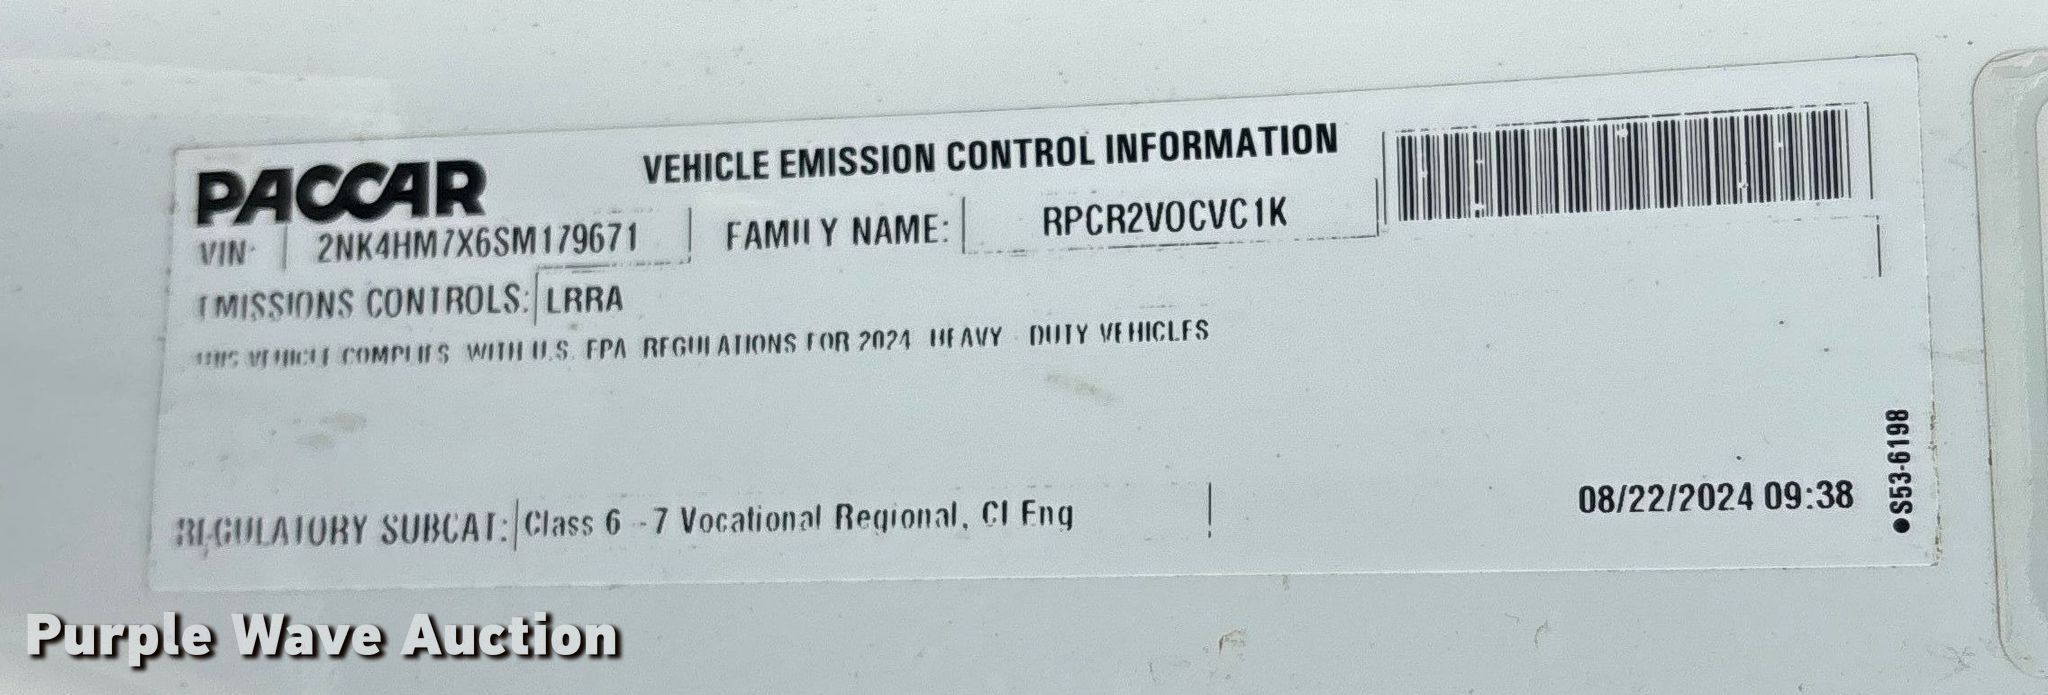 PACCAR
VEHICLE EMISSION CONTROL INFORMATION
VIN: 2NK4HM7X6SM179671 FAMILY NAME: RPCR2VOCVC1K
EMISSIONS CONTROLS: LRRA
THIS VEHICLE COMPLIES WITH U.S. EPA REGULATIONS FOR 2024 HEAVY - DUTY VEHICLES
REGULATORY SUBCAT: Class 6 - 7 Vocational Regional, CI Eng
08/22/2024 09:38
●S53-6198
Purple Wave Auction